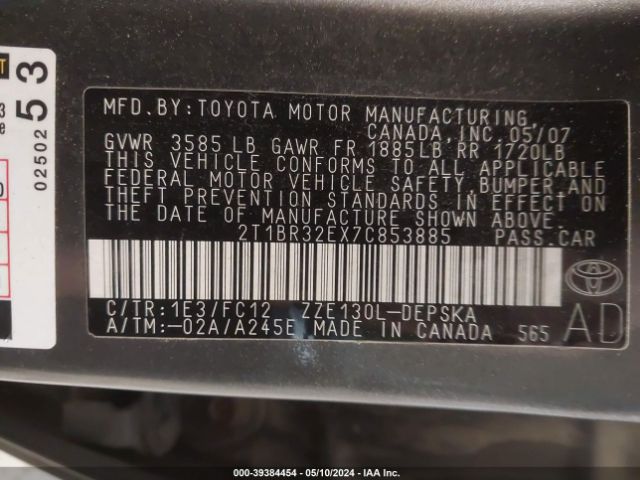 MFD. BY: TOYOTA MOTOR MANUFACTURING,
CANADA, INC. 05/07
GVWR 3585 LB GAWR FR 1885LB RR 1720LB
THIS VEHICLE CONFORMS TO ALL APPLICABLE
FEDERAL MOTOR VEHICLE SAFETY, BUMPER, AND
THEFT PREVENTION STANDARDS IN EFFECT ON
THE DATE OF MANUFACTURE SHOWN ABOVE.
2T1BR32EX7C853885 PASS. CAR
C/TR: 1E3/FC12 ZZE130L-DEPSKA
A/TM: -02A/A245E MADE IN CANADA 565
AD
TOYOTA
0250253
000-39384454 - 05/10/2024 - IAA Inc.